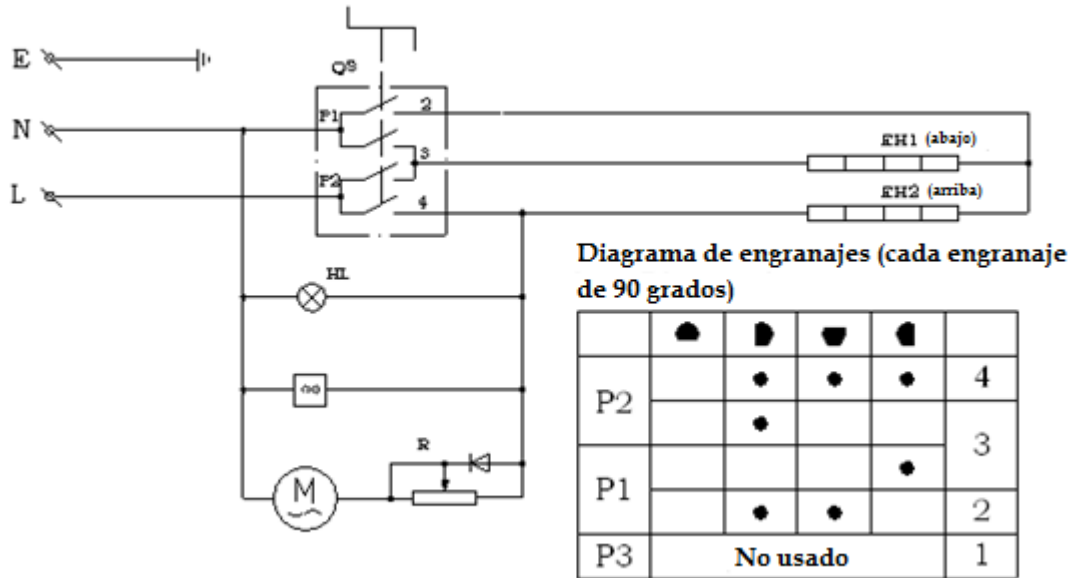 QS
E
P1
2
N
3
EH1 (abajo)
P2
L
4
EH2 (arriba)
HL
R
M
Diagrama de engranajes (cada engranaje
de 90 grados)
P2
4
3
P1
2
P3
No usado
1